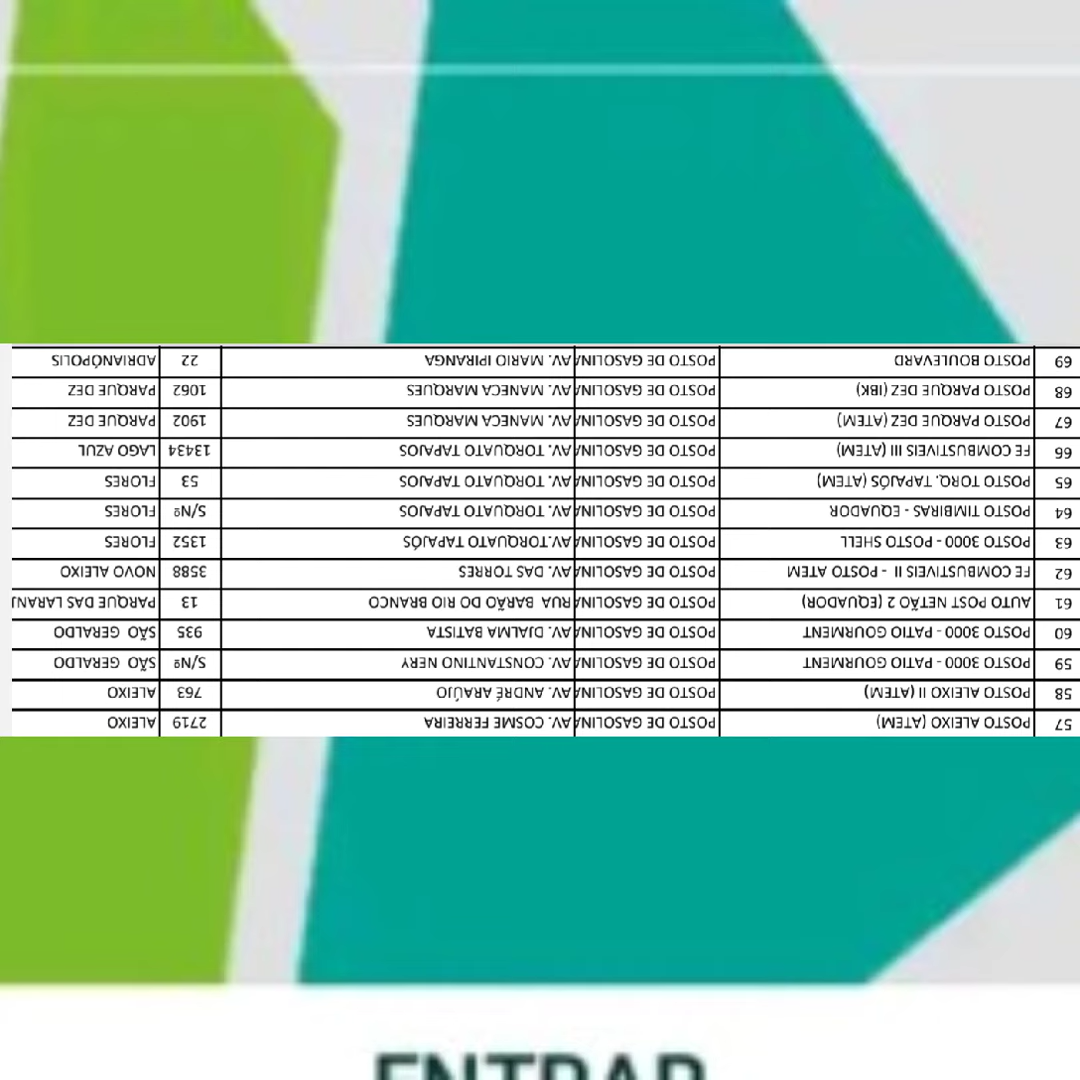 57 POSTO ALEIXO (ATEM) POSTO DE GASOLINA AV. COSME FERREIRA 2719 ALEIXO
58 POSTO ALEIXO II (ATEM) POSTO DE GASOLINA AV. ANDRÉ ARAÚJO 763 ALEIXO
59 POSTO 3000 - PATIO GOURMENT POSTO DE GASOLINA AV. CONSTANTINO NERY S/Nº SÃO GERALDO
60 POSTO 3000 - PATIO GOURMENT POSTO DE GASOLINA AV. DJALMA BATISTA 935 SÃO GERALDO
61 AUTO POST NETÃO 2 (EQUADOR) POSTO DE GASOLINA RUA BARÃO DO RIO BRANCO 13 PARQUE DAS LARANJ
62 FE COMBUSTIVEIS II - POSTO ATEM POSTO DE GASOLINA AV. DAS TORRES 3588 NOVO ALEIXO
63 POSTO 3000 - POSTO SHELL POSTO DE GASOLINA AV.TORQUATO TAPAJÓS 1352 FLORES
64 POSTO TIMBIRAS - EQUADOR POSTO DE GASOLINA AV. TORQUATO TAPAJOS S/Nº FLORES
65 POSTO TORQ. TAPAJÓS (ATEM) POSTO DE GASOLINA AV. TORQUATO TAPAJOS 53 FLORES
66 FE COMBUSTIVEIS III (ATEM) POSTO DE GASOLINA AV. TORQUATO TAPAJOS 13434 LAGO AZUL
67 POSTO PARQUE DEZ (ATEM) POSTO DE GASOLINA AV. MANECA MARQUES 1902 PARQUE DEZ
68 POSTO PARQUE DEZ (IBK) POSTO DE GASOLINA AV. MANECA MARQUES 1062 PARQUE DEZ
69 POSTO BOULEVARD POSTO DE GASOLINA AV. MARIO IPIRANGA 22 ADRIANÓPOLIS
ENTRAR